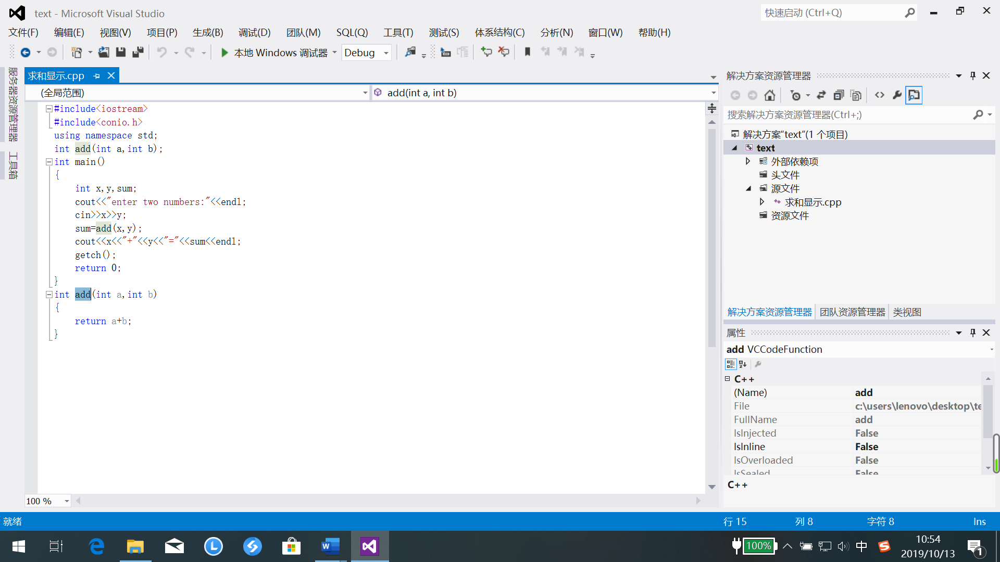 text - Microsoft Visual Studio
快速启动 (Ctrl+Q)
文件(F) 编辑(E) 视图(V) 项目(P) 生成(B) 调试(D) 团队(M) SQL(Q) 工具(T) 测试(S) 体系结构(C) 分析(N) 窗口(W) 帮助(H)
本地 Windows 调试器 Debug
服务器资源管理器
工具箱
求和显示.cpp
(全局范围) add(int a, int b)
#include<iostream>
#include<conio.h>
using namespace std;
int add(int a,int b);
int main()
{
int x,y,sum;
cout<<"enter two numbers:"<<endl;
cin>>x>>y;
sum=add(x,y);
cout<<x<<"+"<<y<<"="<<sum<<endl;
getch();
return 0;
}
int add(int a,int b)
{
return a+b;
}
100 %
解决方案资源管理器
搜索解决方案资源管理器(Ctrl+;)
解决方案"text"(1 个项目)
text
外部依赖项
头文件
源文件
求和显示.cpp
资源文件
解决方案资源管理器 团队资源管理器 类视图
属性
add VCCodeFunction
C++
(Name) add
File c:\users\lenovo\desktop\te
FullName add
IsInjected False
IsInline False
IsOverloaded False
IsSealed False
C++
就绪 行 15 列 8 字符 8 Ins
100% 中 10:54
2019/10/13
1